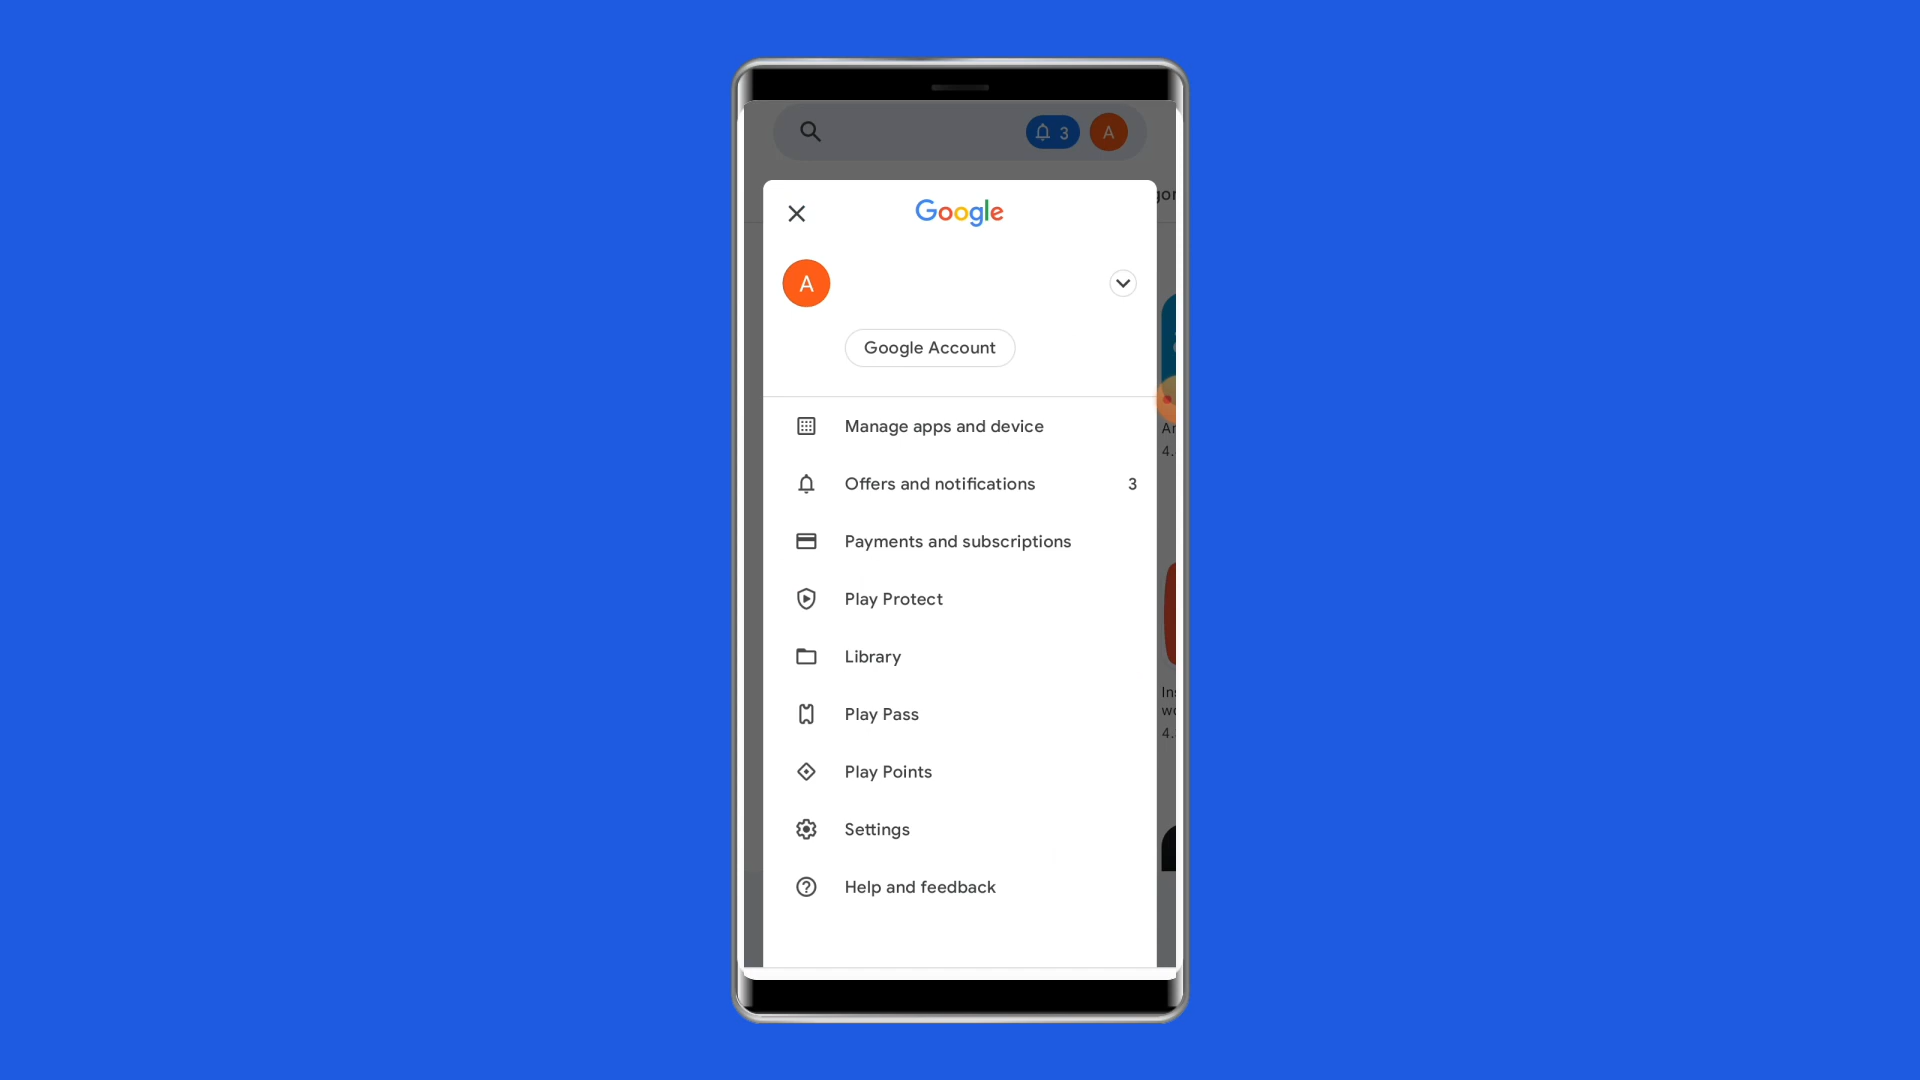 3 A
Google
A
Google Account
Manage apps and device
Offers and notifications 3
Payments and subscriptions
Play Protect
Library
Play Pass
Play Points
Settings
Help and feedback